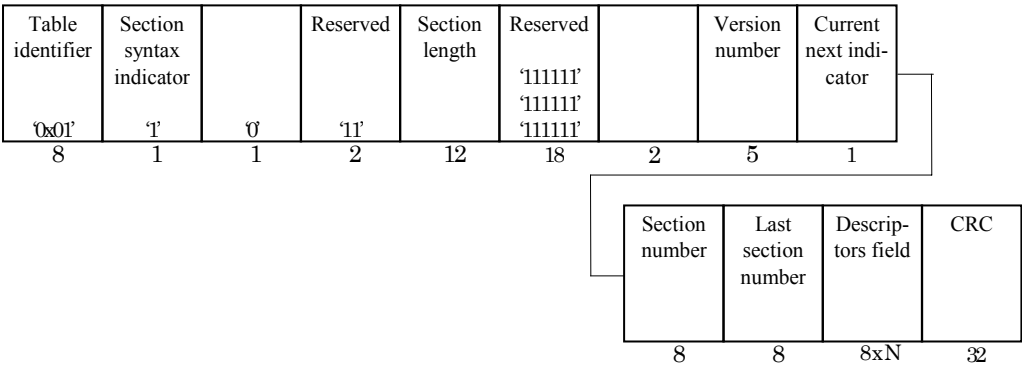 Table identifier
'0x01'
Section syntax indicator
'1'
'0'
Reserved
'11'
Section length
Reserved
'111111'
'111111'
'111111'
Version number
Current next indi-
cator
8
1
1
2
12
18
2
5
1
Section number
Last section number
Descrip-
tors field
CRC
8
8
8xN
32